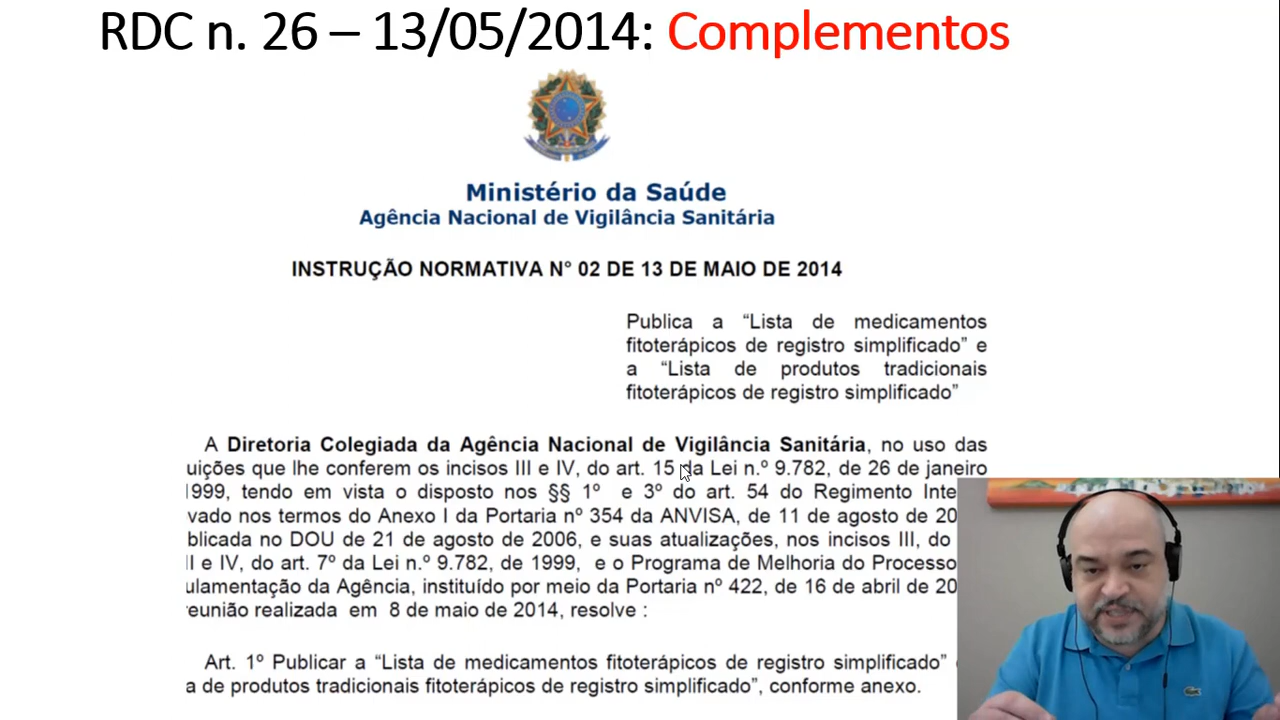 RDC n. 26 – 13/05/2014: Complementos
Ministério da Saúde
Agência Nacional de Vigilância Sanitária
INSTRUÇÃO NORMATIVA N° 02 DE 13 DE MAIO DE 2014
Publica a “Lista de medicamentos
fitoterápicos de registro simplificado” e
a “Lista de produtos tradicionais
fitoterápicos de registro simplificado”
A Diretoria Colegiada da Agência Nacional de Vigilância Sanitária, no uso das
uições que lhe conferem os incisos III e IV, do art. 15 da Lei n.º 9.782, de 26 de janeiro
1999, tendo em vista o disposto nos §§ 1º e 3º do art. 54 do Regimento Inte
vado nos termos do Anexo I da Portaria nº 354 da ANVISA, de 11 de agosto de 20
blicada no DOU de 21 de agosto de 2006, e suas atualizações, nos incisos III, do
II e IV, do art. 7º da Lei n.º 9.782, de 1999, e o Programa de Melhoria do Processo
ulamentação da Agência, instituído por meio da Portaria nº 422, de 16 de abril de 20
reunião realizada em 8 de maio de 2014, resolve :
Art. 1º Publicar a “Lista de medicamentos fitoterápicos de registro simplificado”
a de produtos tradicionais fitoterápicos de registro simplificado”, conforme anexo.